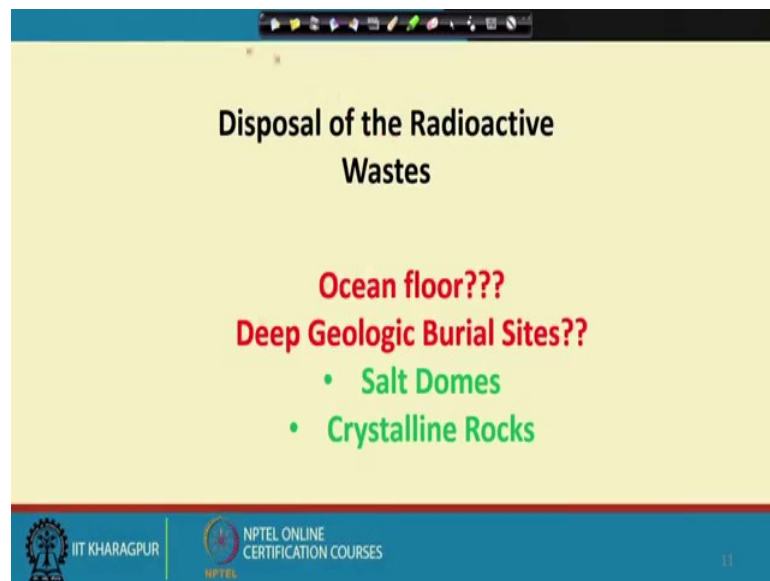 Disposal of the Radioactive
Wastes
Ocean floor???
Deep Geologic Burial Sites??
• Salt Domes
• Crystalline Rocks
IIT KHARAGPUR
NPTEL ONLINE
CERTIFICATION COURSES
NPTEL
11